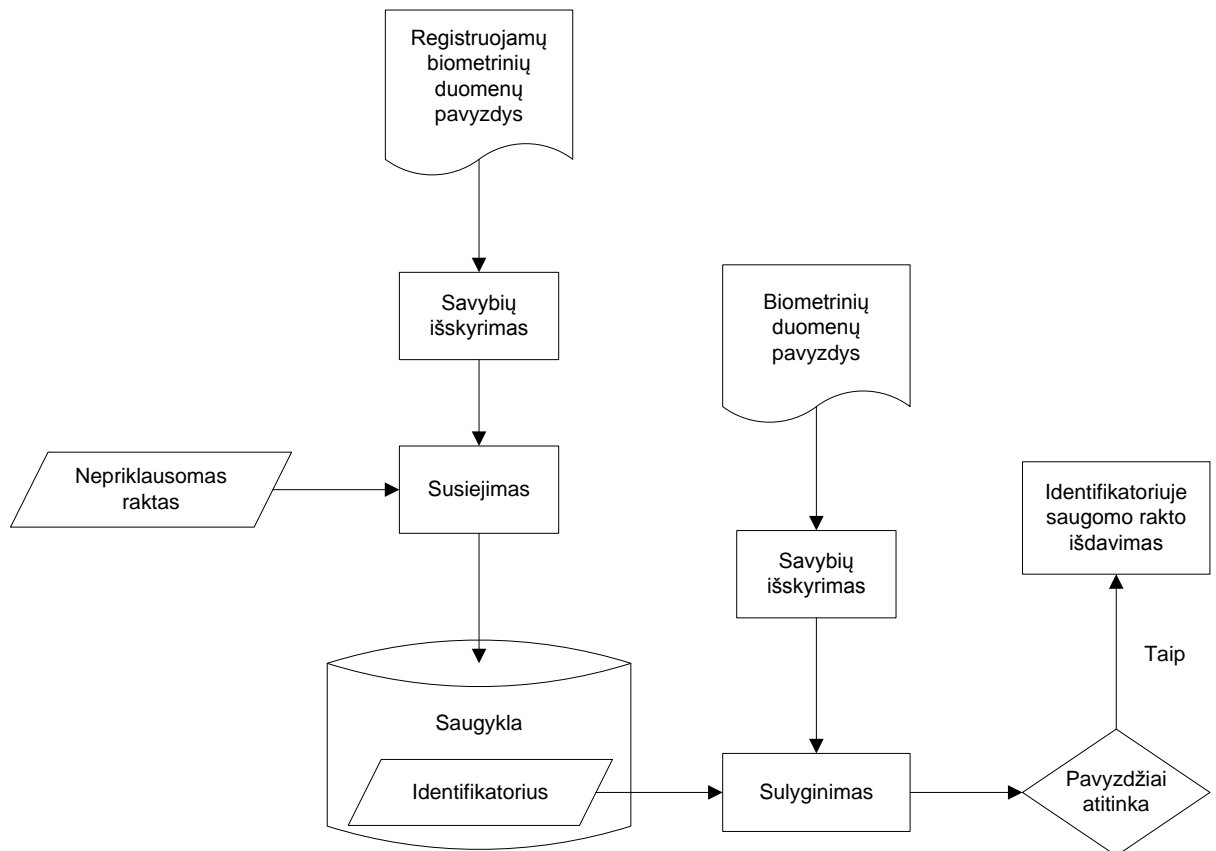 Registruojamų
biometrinių
duomenų
pavyzdys
Savybių
išskyrimas
Biometrinių
duomenų
pavyzdys
Nepriklausomas
raktas
Susiejimas
Identifikatoriuje
saugomo rakto
išdavimas
Savybių
išskyrimas
Taip
Saugykla
Identifikatorius
Sulyginimas
Pavyzdžiai
atitinka